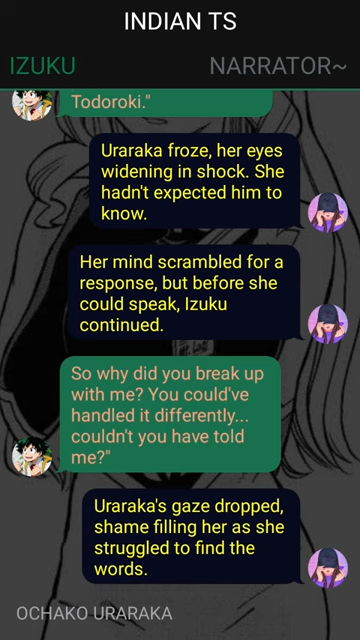 INDIAN TS
IZUKU
NARRATOR~
Todoroki."
Uraraka froze, her eyes
widening in shock. She
hadn't expected him to
know.
Her mind scrambled for a
response, but before she
could speak, Izuku
continued.
So why did you break up
with me? You could've
handled it differently...
couldn't you have told
me?"
Uraraka's gaze dropped,
shame filling her as she
struggled to find the
words.
OCHAKO URARAKA